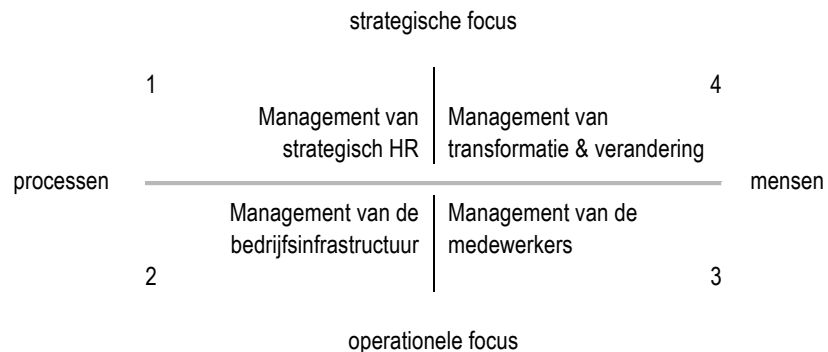 strategische focus
1
4
Management van
strategisch HR
Management van
transformatie & verandering
processen
mensen
Management van de
bedrijfsinfrastructuur
Management van de
medewerkers
2
3
operationele focus